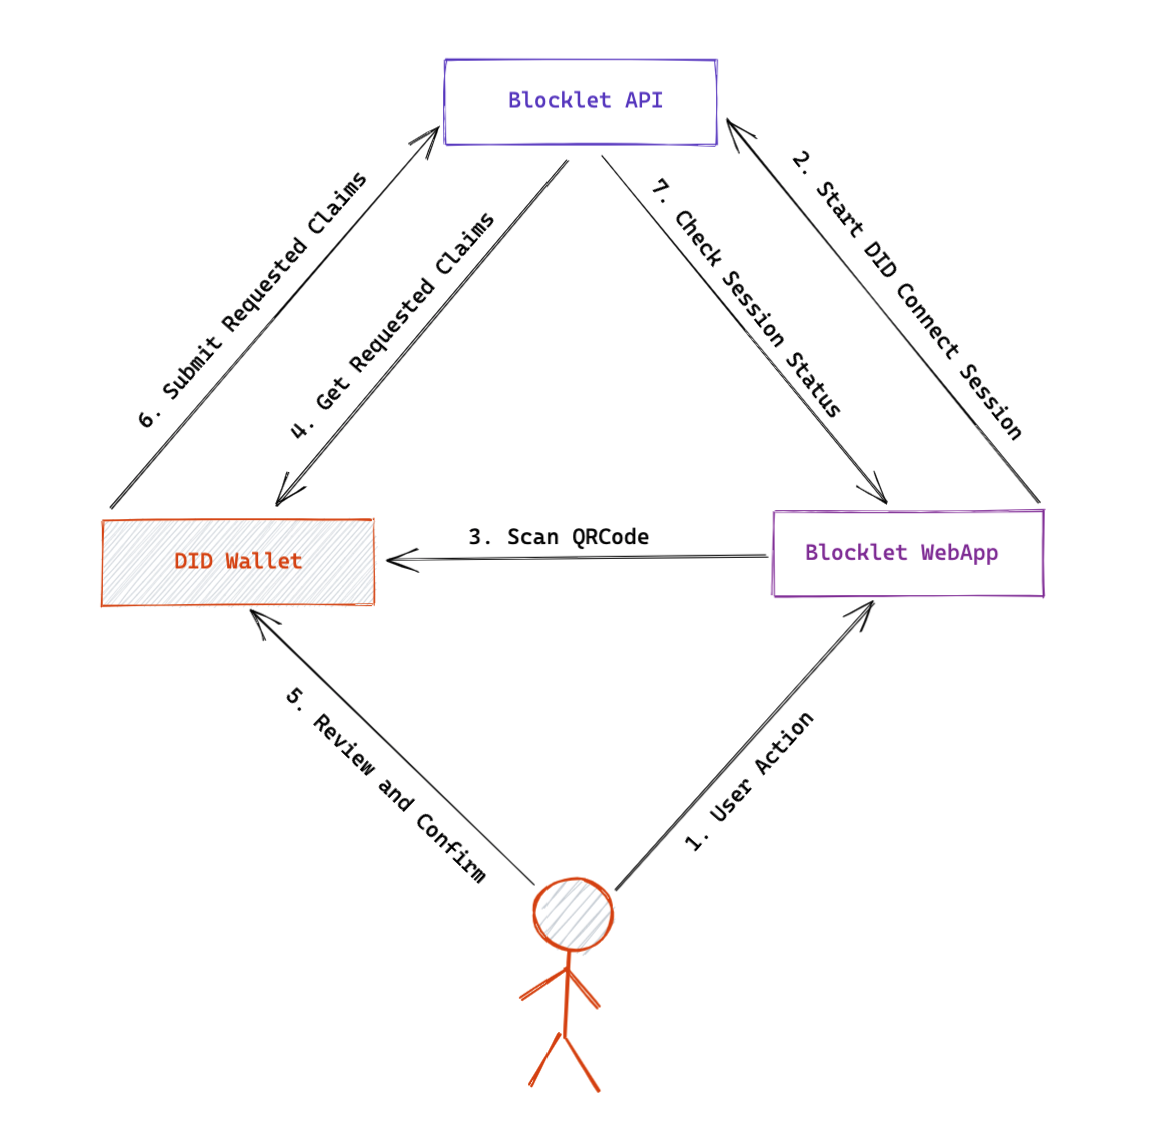 Blocklet API
6. Submit Requested Claims
4. Get Requested Claims
7. Check Session Status
2. Start DID Connect Session
DID Wallet
3. Scan QRCode
Blocklet WebApp
5. Review and Confirm
1. User Action